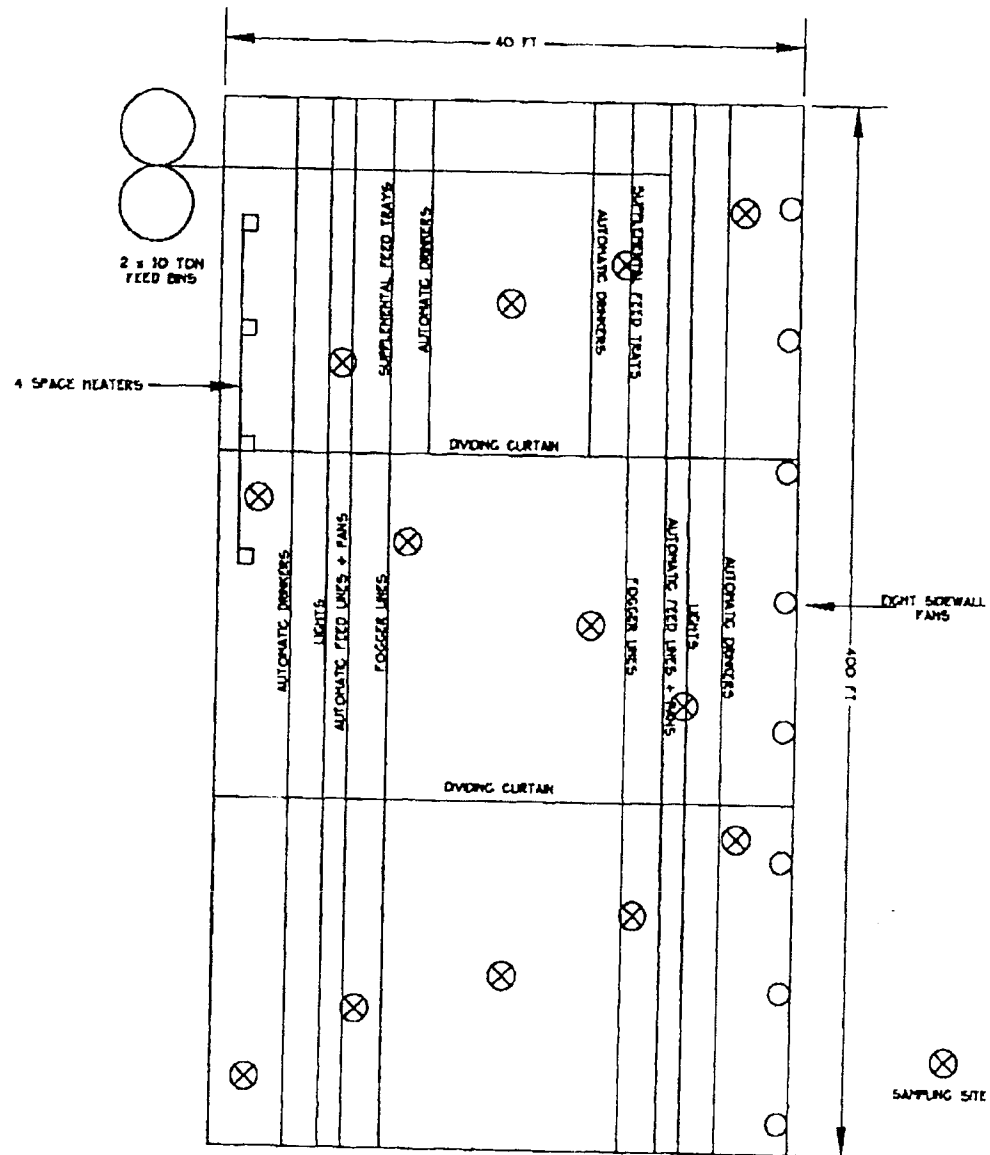 40 FT
2 x 10 TON
FEED BINS
SUPPLEMENTAL FEED TRAYS
AUTOMATIC DRINKERS
AUTOMATIC DRINKERS
SUPPLEMENTAL FEED TRAYS
4 SPACE HEATERS
DIVIDING CURTAIN
AUTOMATIC DRINKERS
LIGHTS
AUTOMATIC FEED LINES + PANS
FOGGER LINES
FOGGER LINES
AUTOMATIC FEED LINES + PANS
LIGHTS
AUTOMATIC DRINKERS
EIGHT SIDEWALL
FANS
400 FT
DIVIDING CURTAIN
SAMPLING SITE